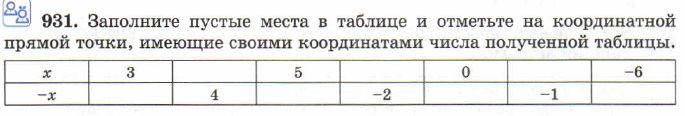 931. Заполните пустые места в таблице и отметьте на координатной
прямой точки, имеющие своими координатами числа полученной таблицы.
x 3 5 0 −6
−x 4 −2 −1